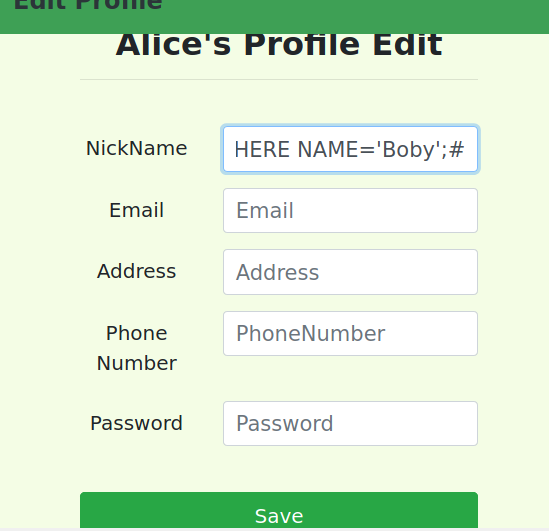 Edit Profile
Alice's Profile Edit
NickName
HERE NAME='Boby';#
Email
Email
Address
Address
Phone
Number
PhoneNumber
Password
Password
Save